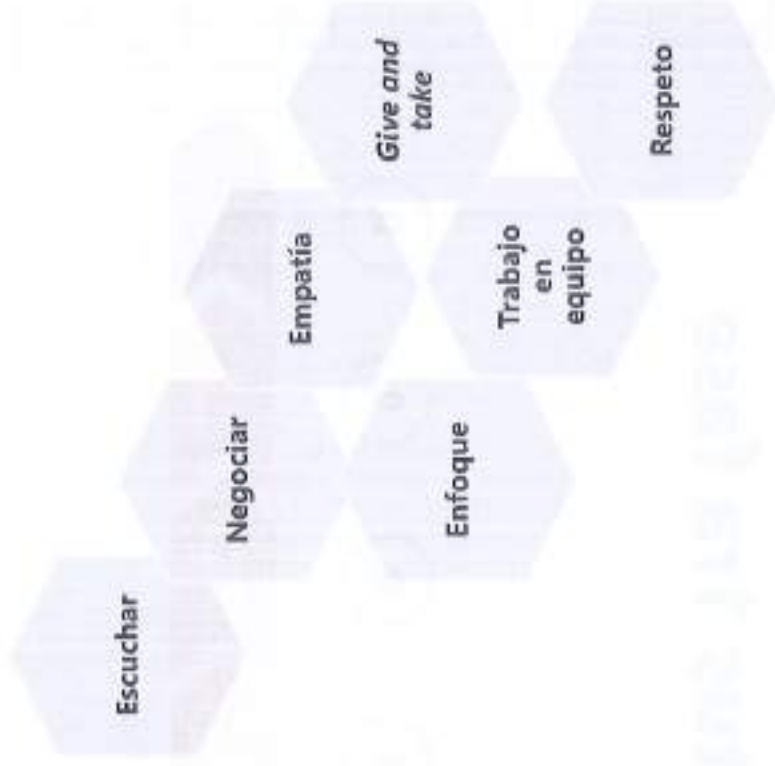 Escuchar
Negociar
Enfoque
Empatía
Trabajo
en
equipo
Give and
take
Respeto